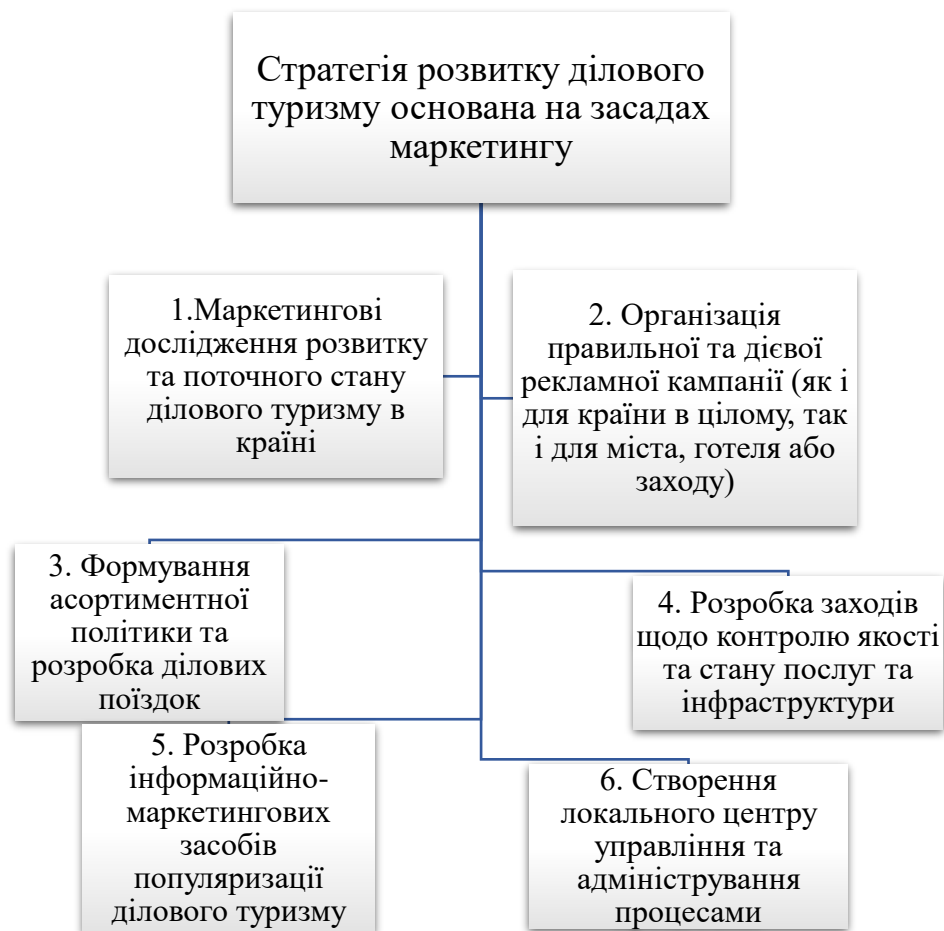 Стратегія розвитку ділового
туризму основана на засадах
маркетингу
1.Маркетингові
дослідження розвитку
та поточного стану
ділового туризму в
країні
2. Організація
правильної та дієвої
рекламної кампанії (як і
для країни в цілому, так
і для міста, готеля або
заходу)
3. Формування
асортиментної
політики та
розробка ділових
поїздок
4. Розробка заходів
щодо контролю якості
та стану послуг та
інфраструктури
5. Розробка
інформаційно-
маркетингових
засобів
популяризації
ділового туризму
6. Створення
локального центру
управління та
адміністрування
процесами